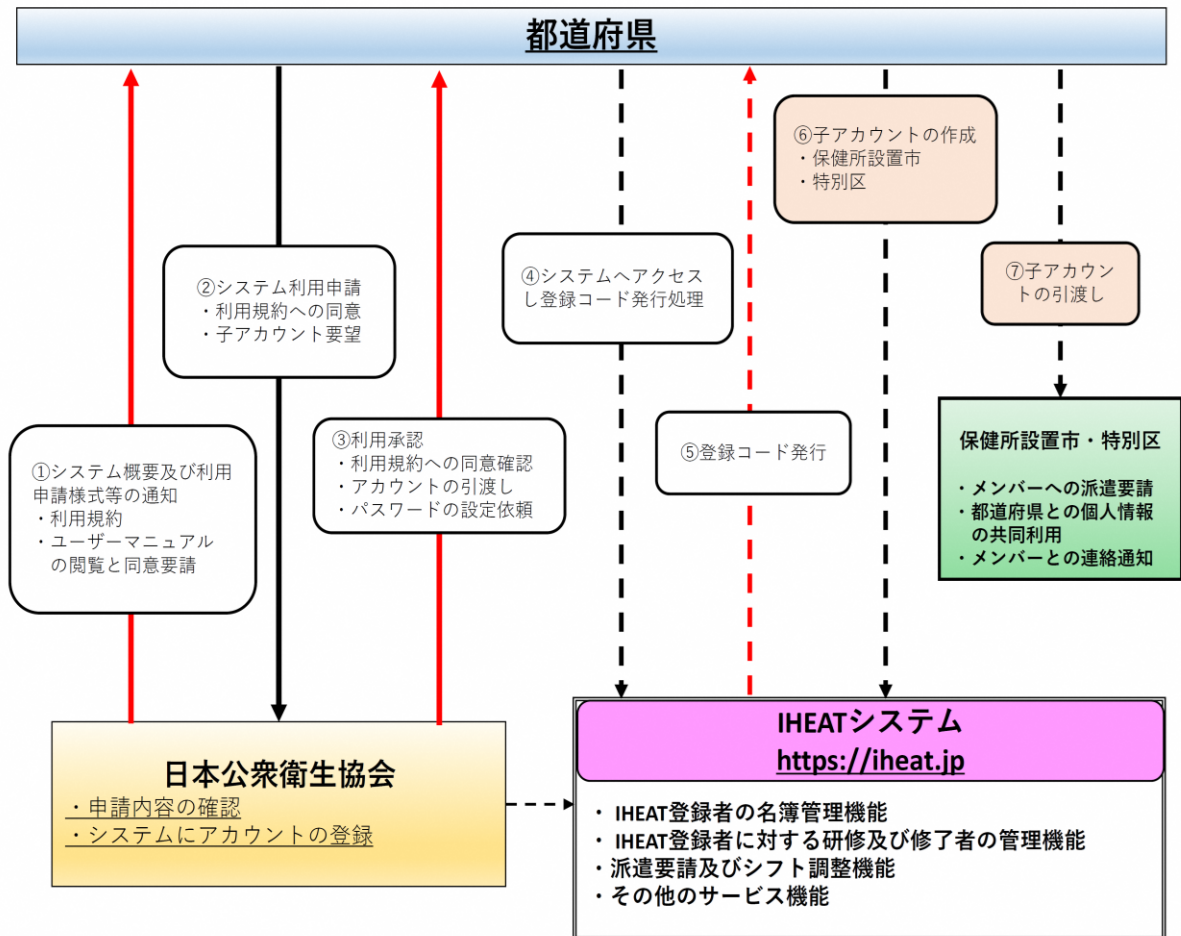 都道府県
①システム概要及び利用
申請様式等の通知
・利用規約
・ユーザーマニュアル
の閲覧と同意要請
②システム利用申請
・利用規約への同意
・子アカウント要望
③利用承認
・利用規約への同意確認
・アカウントの引渡し
・パスワードの設定依頼
④システムへアクセス
し登録コード発行処理
⑤登録コード発行
⑥子アカウントの作成
・保健所設置市
・特別区
⑦子アカウン
トの引渡し
保健所設置市・特別区
・メンバーへの派遣要請
・都道府県との個人情報
の共同利用
・メンバーとの連絡通知
日本公衆衛生協会
・申請内容の確認
・システムにアカウントの登録
IHEATシステム
https://iheat.jp
・IHEAT登録者の名簿管理機能
・IHEAT登録者に対する研修及び修了者の管理機能
・派遣要請及びシフト調整機能
・その他のサービス機能